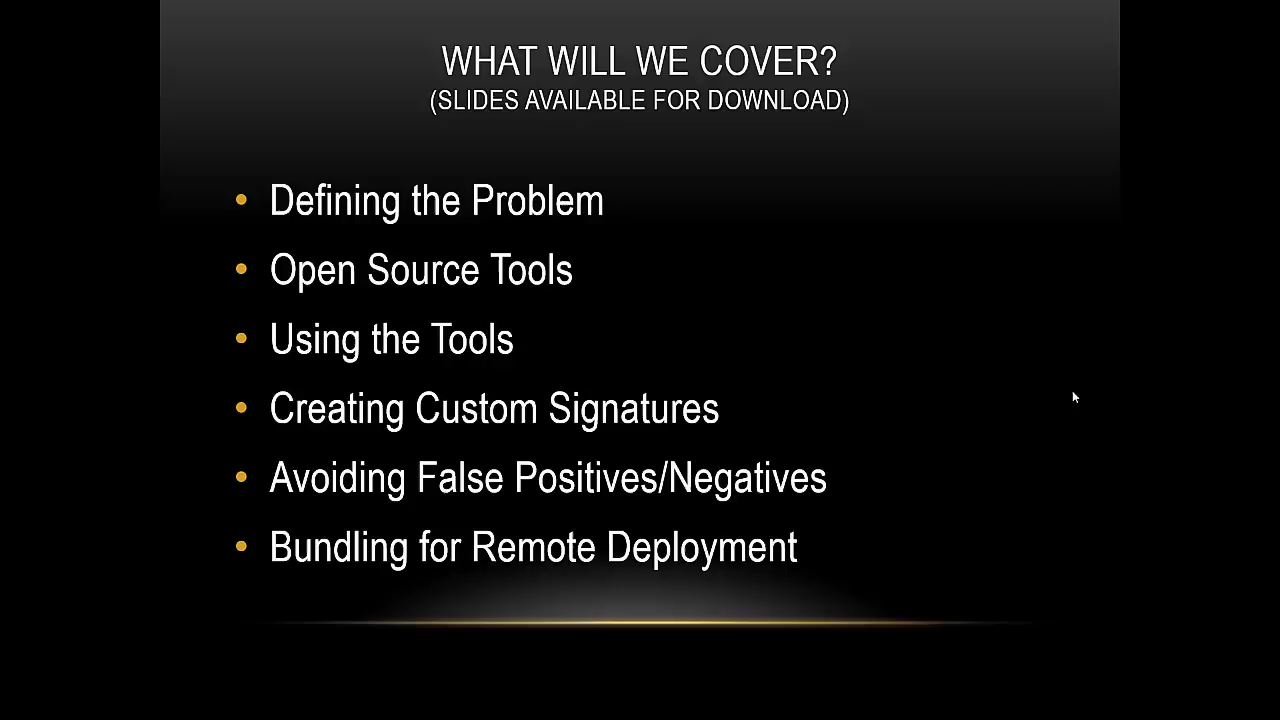 WHAT WILL WE COVER?
(SLIDES AVAILABLE FOR DOWNLOAD)
• Defining the Problem
• Open Source Tools
• Using the Tools
• Creating Custom Signatures
• Avoiding False Positives/Negatives
• Bundling for Remote Deployment